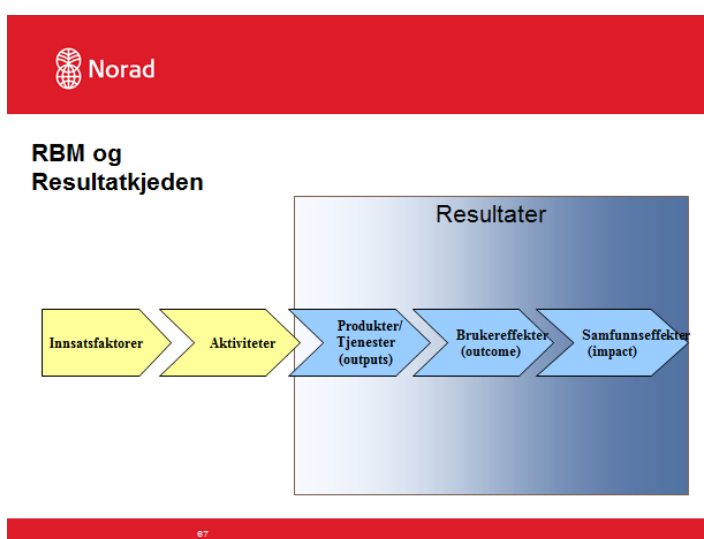 Norad
RBM og
Resultatkjeden
Resultater
Innsatsfaktorer
Aktiviteter
Produkter/
Tjenester
(outputs)
Brukereffekter
(outcome)
Samfunnseffekter
(impact)
67